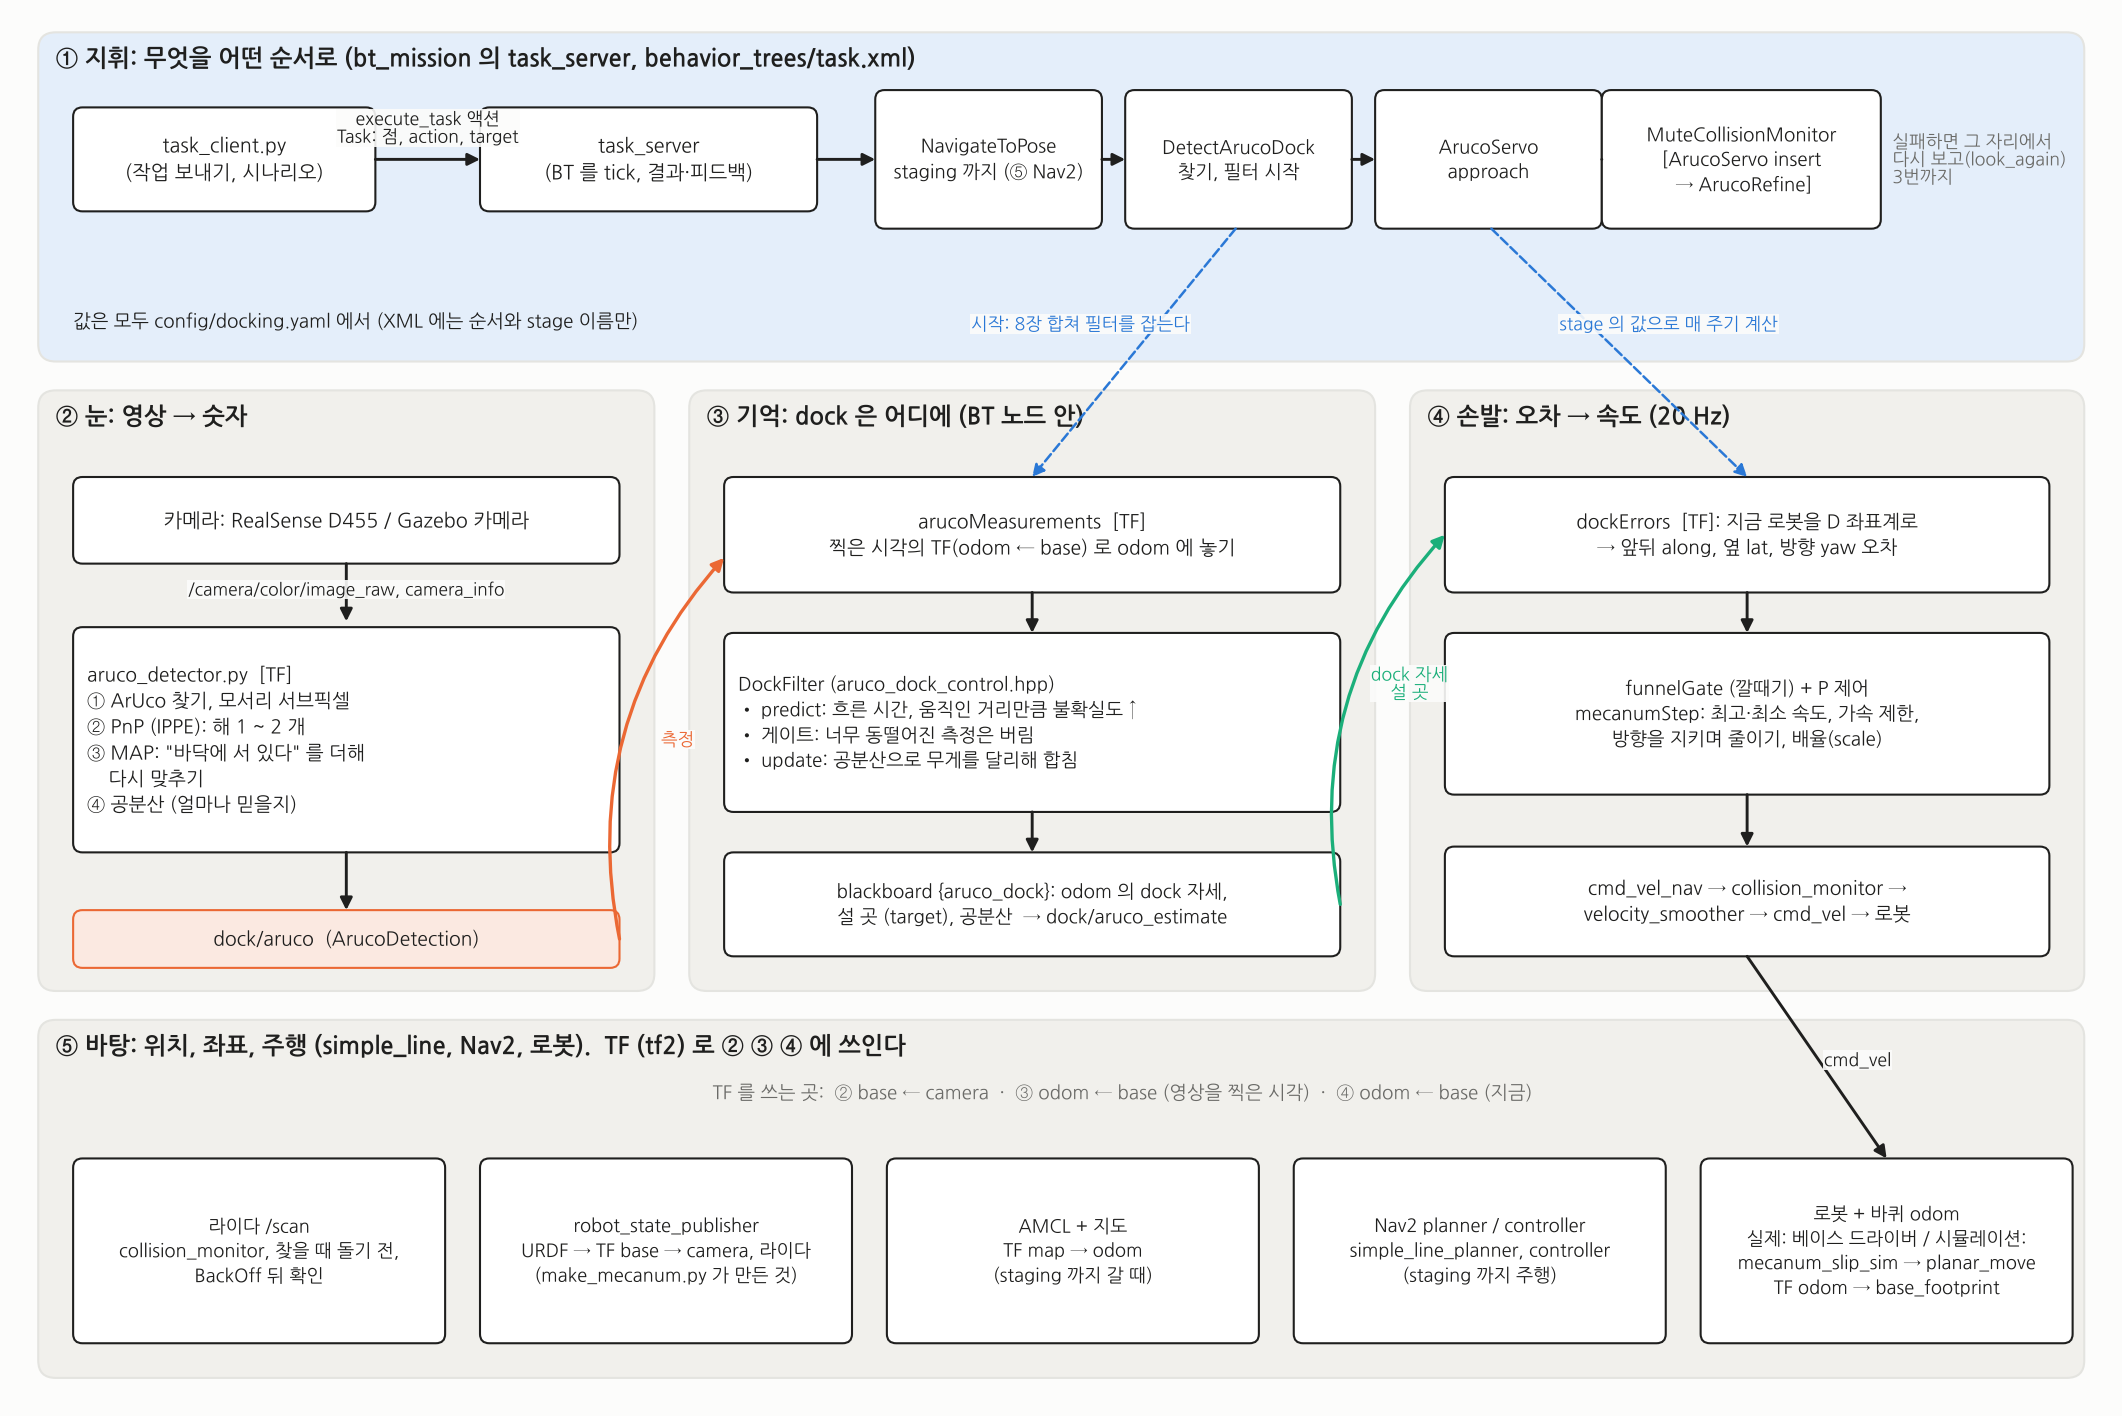 ① 지휘: 무엇을 어떤 순서로 (bt_mission 의 task_server, behavior_trees/task.xml)
task_client.py
(작업 보내기, 시나리오)
execute_task 액션
Task: 점, action, target
task_server
(BT 를 tick, 결과·피드백)
NavigateToPose
staging 까지 (⑤ Nav2)
DetectArucoDock
찾기, 필터 시작
ArucoServo
approach
MuteCollisionMonitor
[ArucoServo insert
→ ArucoRefine]
실패하면 그 자리에서
다시 보고(look_again)
3번까지
값은 모두 config/docking.yaml 에서 (XML 에는 순서와 stage 이름만)
시작: 8장 합쳐 필터를 잡는다
stage 의 값으로 매 주기 계산
② 눈: 영상 → 숫자
카메라: RealSense D455 / Gazebo 카메라
/camera/color/image_raw, camera_info
aruco_detector.py  [TF]
① ArUco 찾기, 모서리 서브픽셀
② PnP (IPPE): 해 1 ~ 2 개
③ MAP: "바닥에 서 있다" 를 더해
다시 맞추기
④ 공분산 (얼마나 믿을지)
dock/aruco  (ArucoDetection)
측정
③ 기억: dock 은 어디에 (BT 노드 안)
arucoMeasurements  [TF]
찍은 시각의 TF(odom ← base) 로 odom 에 놓기
DockFilter (aruco_dock_control.hpp)
• predict: 흐른 시간, 움직인 거리만큼 불확실도 ↑
• 게이트: 너무 동떨어진 측정은 버림
• update: 공분산으로 무게를 달리해 합침
blackboard {aruco_dock}: odom 의 dock 자세,
설 곳 (target), 공분산  → dock/aruco_estimate
dock 자세
설 곳
④ 손발: 오차 → 속도 (20 Hz)
dockErrors  [TF]: 지금 로봇을 D 좌표계로
→ 앞뒤 along, 옆 lat, 방향 yaw 오차
funnelGate (깔때기) + P 제어
mecanumStep: 최고·최소 속도, 가속 제한,
방향을 지키며 줄이기, 배율(scale)
cmd_vel_nav → collision_monitor →
velocity_smoother → cmd_vel → 로봇
cmd_vel
⑤ 바탕: 위치, 좌표, 주행 (simple_line, Nav2, 로봇).  TF (tf2) 로 ② ③ ④ 에 쓰인다
TF 를 쓰는 곳:  ② base ← camera  ·  ③ odom ← base (영상을 찍은 시각)  ·  ④ odom ← base (지금)
라이다 /scan
collision_monitor, 찾을 때 돌기 전,
BackOff 뒤 확인
robot_state_publisher
URDF → TF base → camera, 라이다
(make_mecanum.py 가 만든 것)
AMCL + 지도
TF map → odom
(staging 까지 갈 때)
Nav2 planner / controller
simple_line_planner, controller
(staging 까지 주행)
로봇 + 바퀴 odom
실제: 베이스 드라이버 / 시뮬레이션:
mecanum_slip_sim → planar_move
TF odom → base_footprint